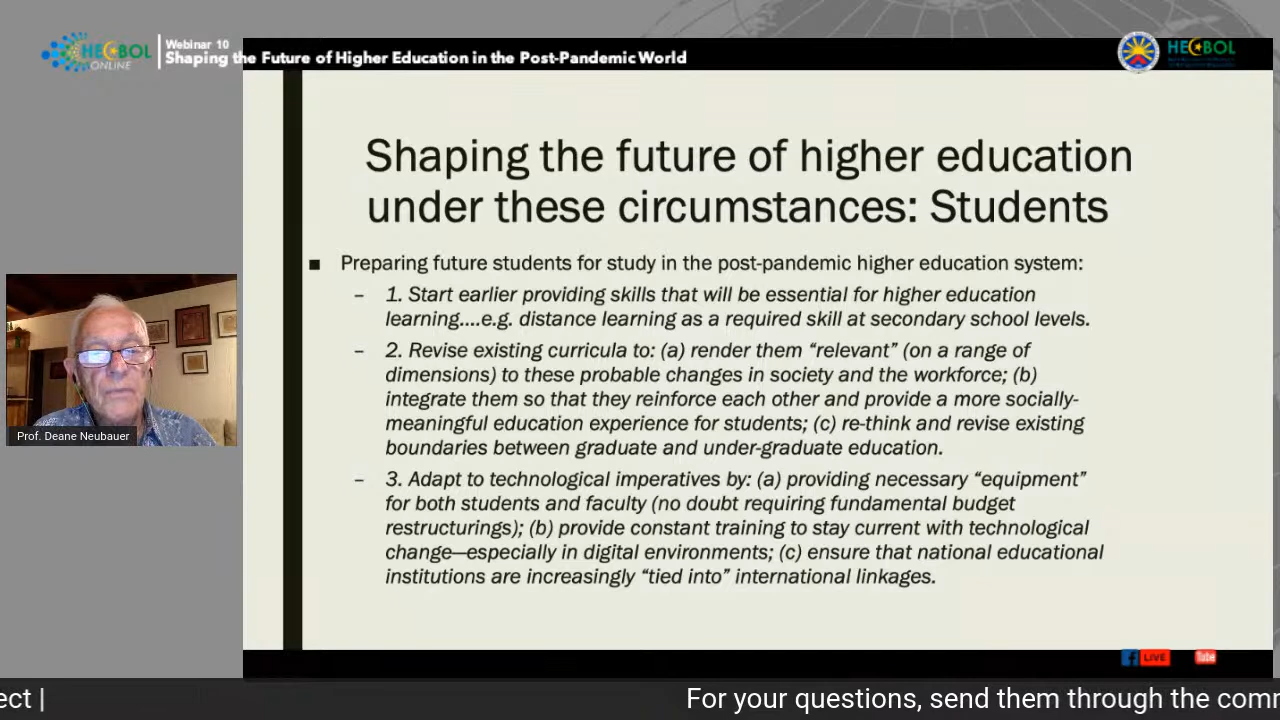 HECBOL
ONLINE
Webinar 10
Shaping the Future of Higher Education in the Post-Pandemic World
HECBOL
Shaping the future of higher education
under these circumstances: Students
■ Preparing future students for study in the post-pandemic higher education system:
– 1. Start earlier providing skills that will be essential for higher education
learning....e.g. distance learning as a required skill at secondary school levels.
– 2. Revise existing curricula to: (a) render them “relevant” (on a range of
dimensions) to these probable changes in society and the workforce; (b)
integrate them so that they reinforce each other and provide a more socially-
meaningful education experience for students; (c) re-think and revise existing
boundaries between graduate and under-graduate education.
– 3. Adapt to technological imperatives by: (a) providing necessary “equipment”
for both students and faculty (no doubt requiring fundamental budget
restructurings); (b) provide constant training to stay current with technological
change—especially in digital environments; (c) ensure that national educational
institutions are increasingly “tied into” international linkages.
Prof. Deane Neubauer
f LIVE
Tube
ect |
For your questions, send them through the comm